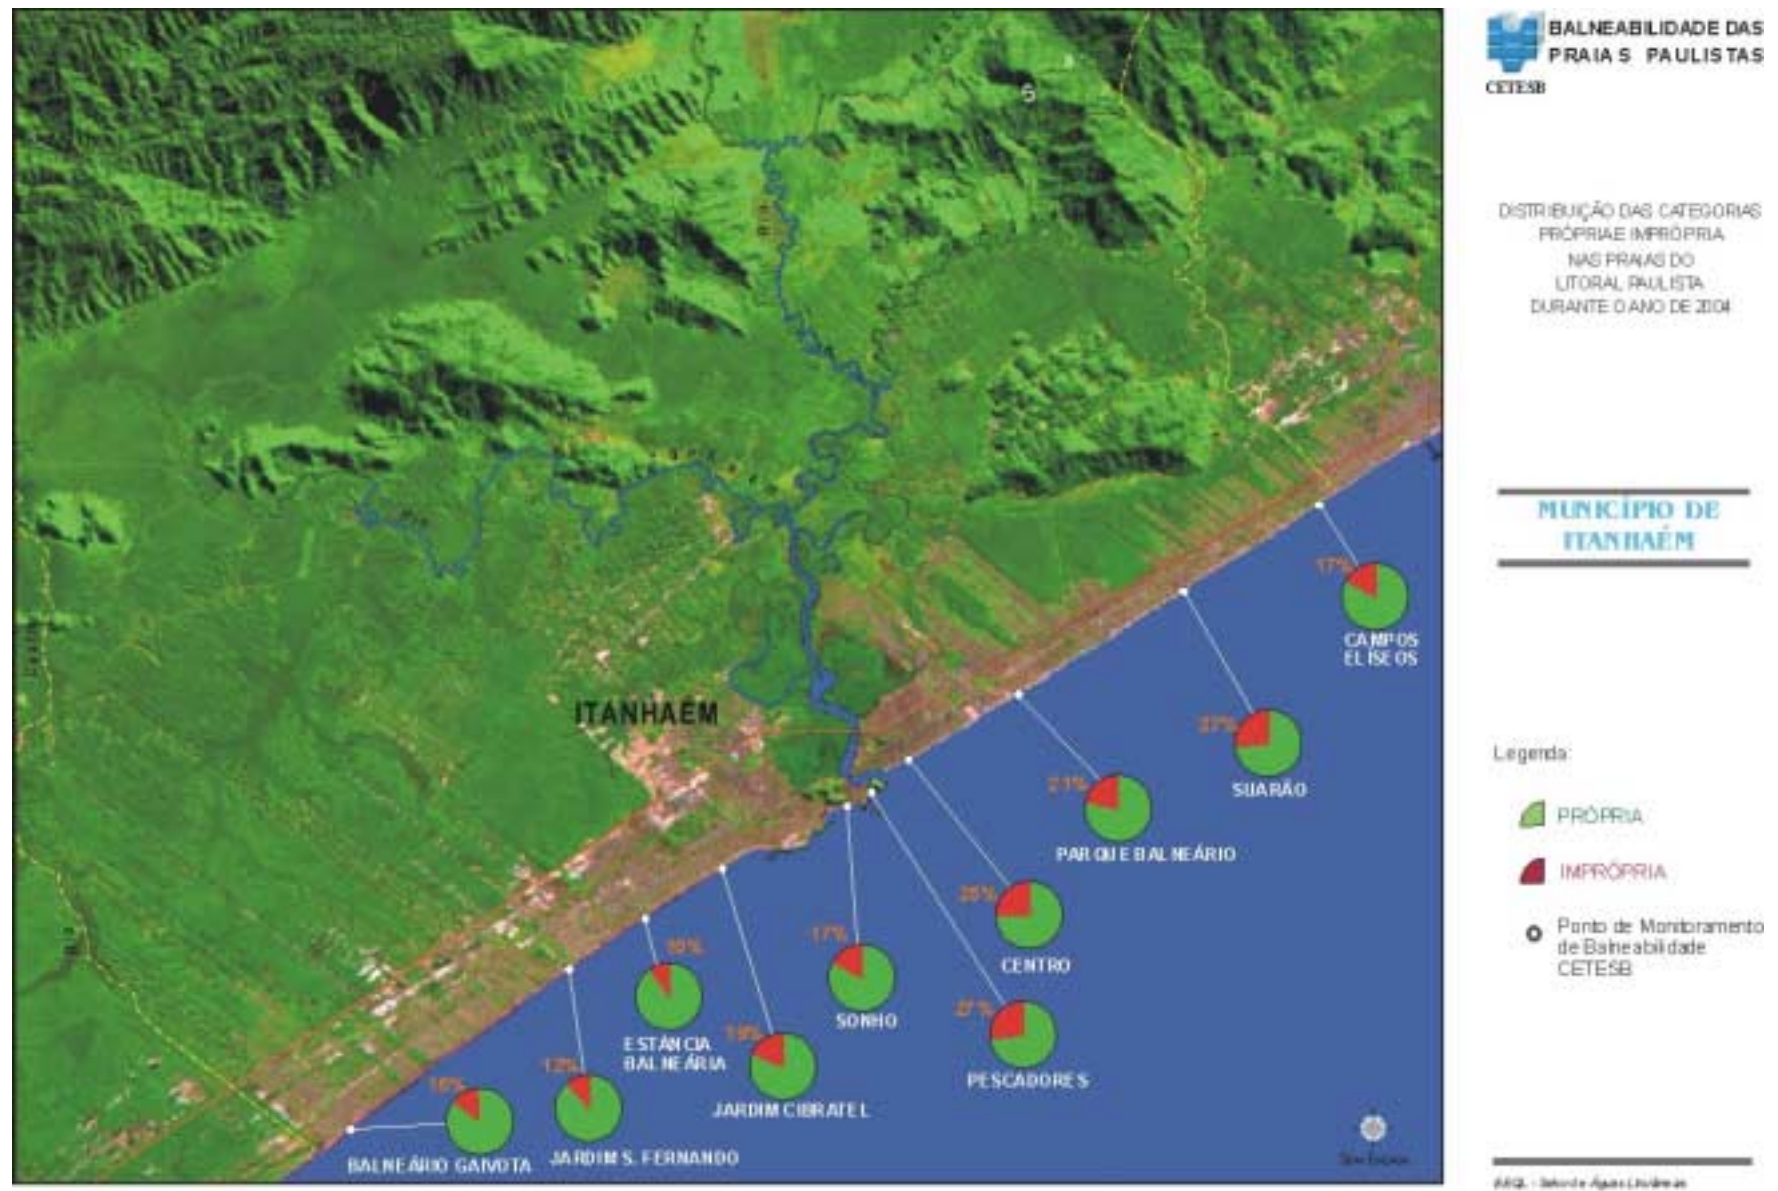 BALNEABILIDADE DAS
PRAIAS PAULISTAS
CETESB
DISTRIBUIÇÃO DAS CATEGORIAS
PRÓPRIA E IMPRÓPRIA
NAS PRAIAS DO
LITORAL PAULISTA
DURANTE O ANO DE 2004
MUNICÍPIO DE
ITANHAÉM
Legenda:
PRÓPRIA
IMPRÓPRIA
Ponto de Monitoramento
de Balneabilidade
CETESB
ITANHAÉM
17%
CAMPOS
ELÍSEOS
27%
SUARÃO
21%
PARQUE BALNEÁRIO
25%
CENTRO
27%
PESCADORES
17%
SONHO
19%
JARDIM CIBRATEL
10%
ESTÂNCIA
BALNEÁRIA
12%
JARDIM S. FERNANDO
BALNEÁRIO GAIVOTA